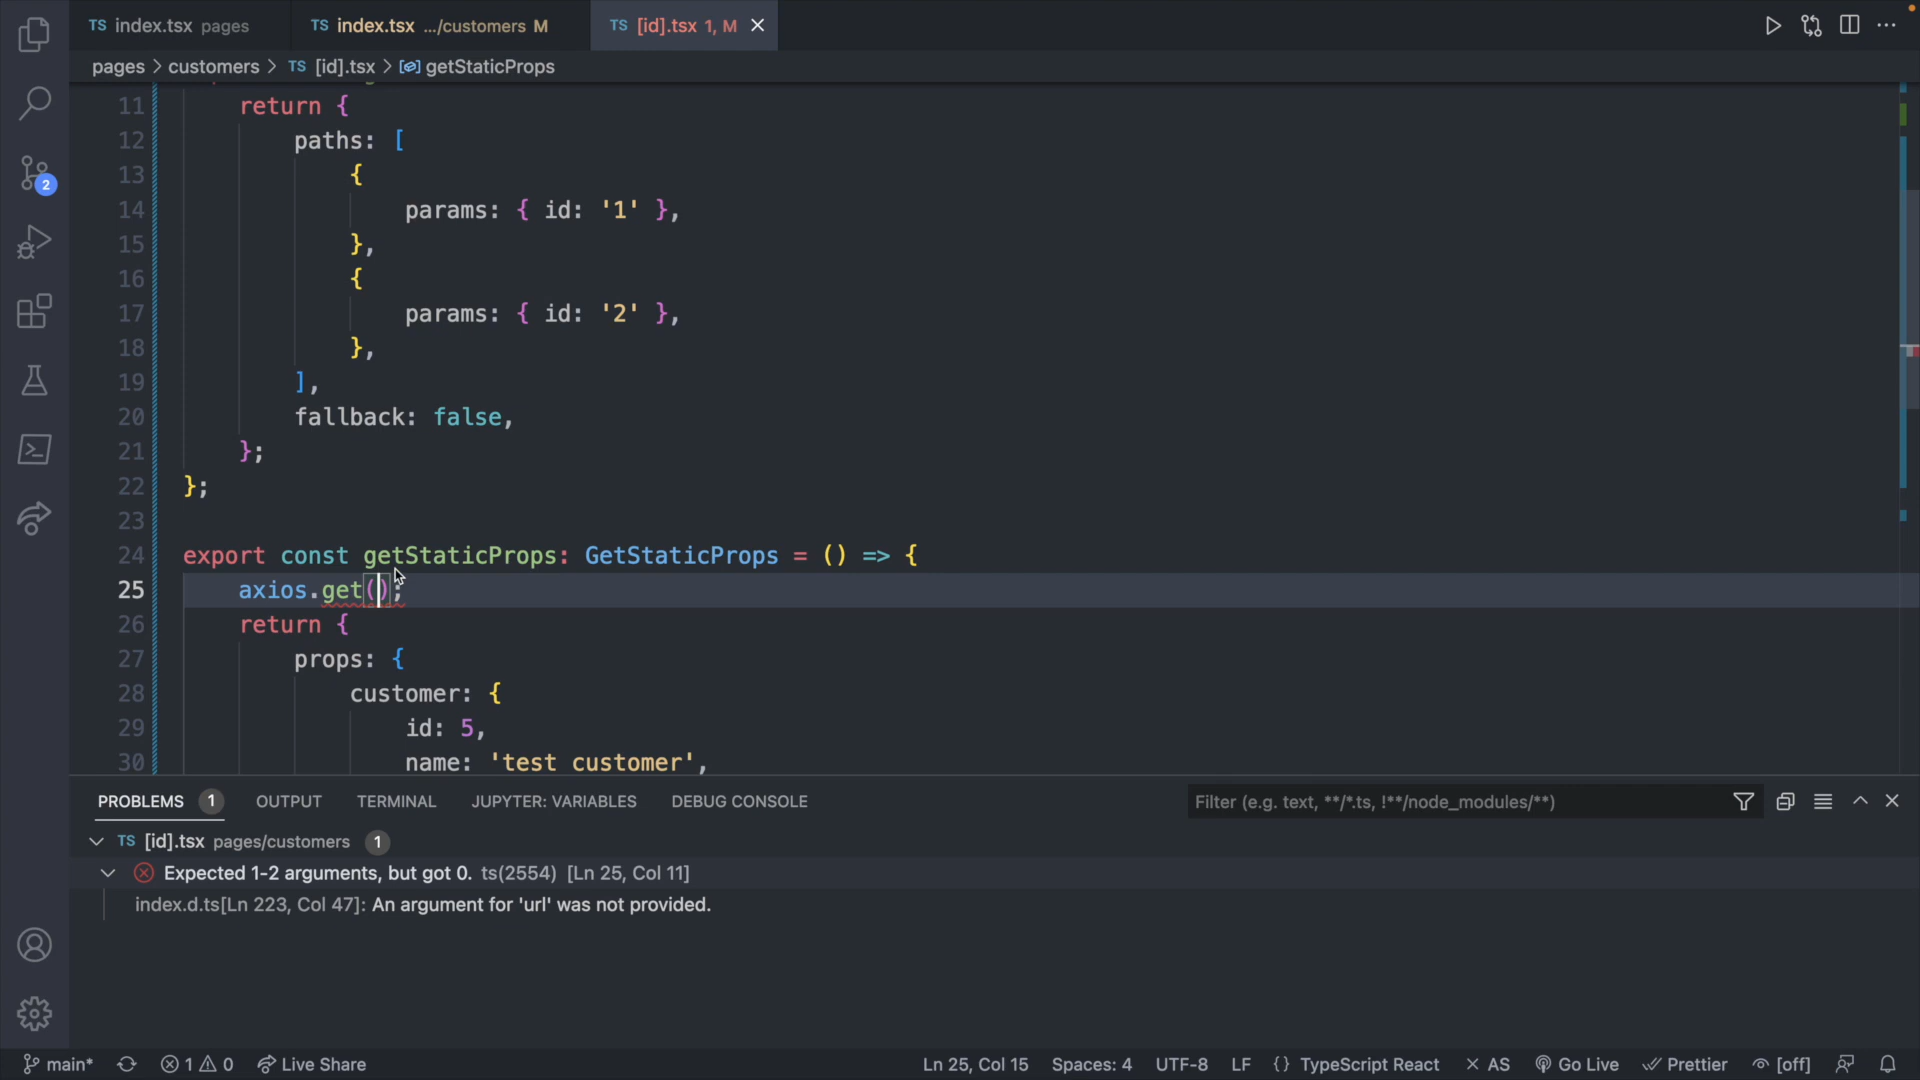 TS index.tsx pages
TS index.tsx .../customers M
TS [id].tsx 1, M
pages > customers > TS [id].tsx > getStaticProps
11 return {
12 paths: [
13 {
14 params: { id: '1' },
15 },
16 {
17 params: { id: '2' },
18 },
19 ],
20 fallback: false,
21 };
22 };
23
24 export const getStaticProps: GetStaticProps = () => {
25 axios.get();
26 return {
27 props: {
28 customer: {
29 id: 5,
30 name: 'test customer',
2
PROBLEMS 1 OUTPUT TERMINAL JUPYTER: VARIABLES DEBUG CONSOLE Filter (e.g. text, **/*.ts, !**/node_modules/**)
TS [id].tsx pages/customers 1
Expected 1-2 arguments, but got 0. ts(2554) [Ln 25, Col 11]
index.d.ts[Ln 223, Col 47]: An argument for 'url' was not provided.
main* 1 0 Live Share Ln 25, Col 15 Spaces: 4 UTF-8 LF {} TypeScript React × AS Go Live Prettier [off]